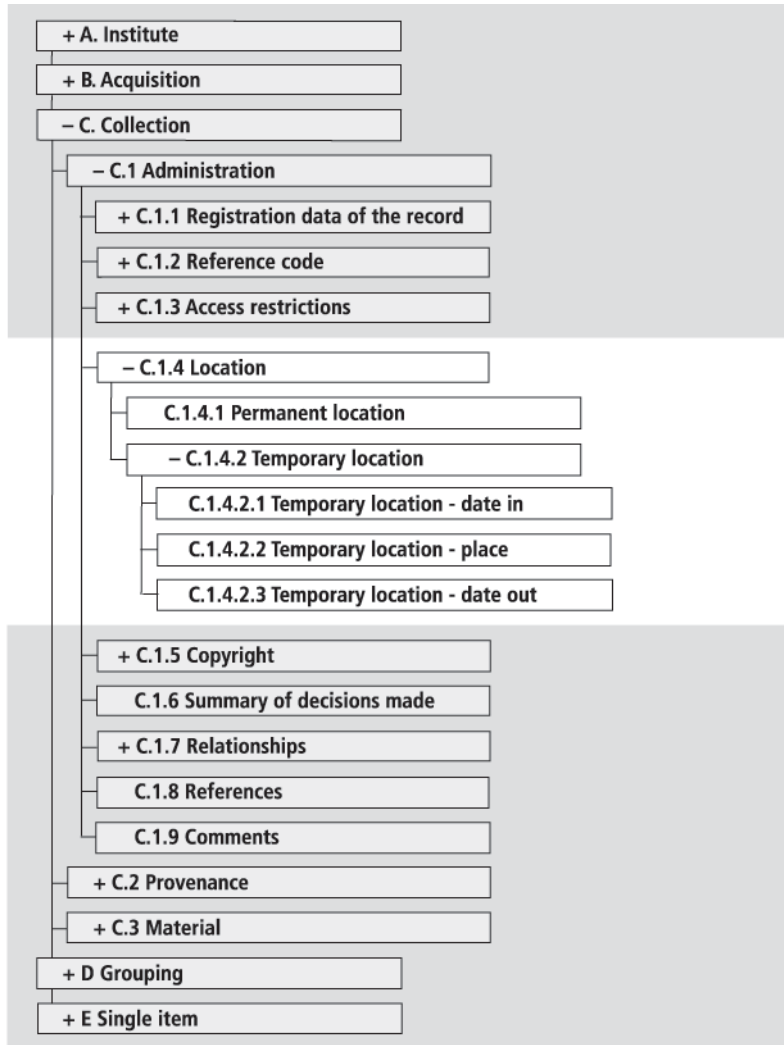 + A. Institute
+ B. Acquisition
– C. Collection
– C.1 Administration
+ C.1.1 Registration data of the record
+ C.1.2 Reference code
+ C.1.3 Access restrictions
– C.1.4 Location
C.1.4.1 Permanent location
– C.1.4.2 Temporary location
C.1.4.2.1 Temporary location - date in
C.1.4.2.2 Temporary location - place
C.1.4.2.3 Temporary location - date out
+ C.1.5 Copyright
C.1.6 Summary of decisions made
+ C.1.7 Relationships
C.1.8 References
C.1.9 Comments
+ C.2 Provenance
+ C.3 Material
+ D Grouping
+ E Single item